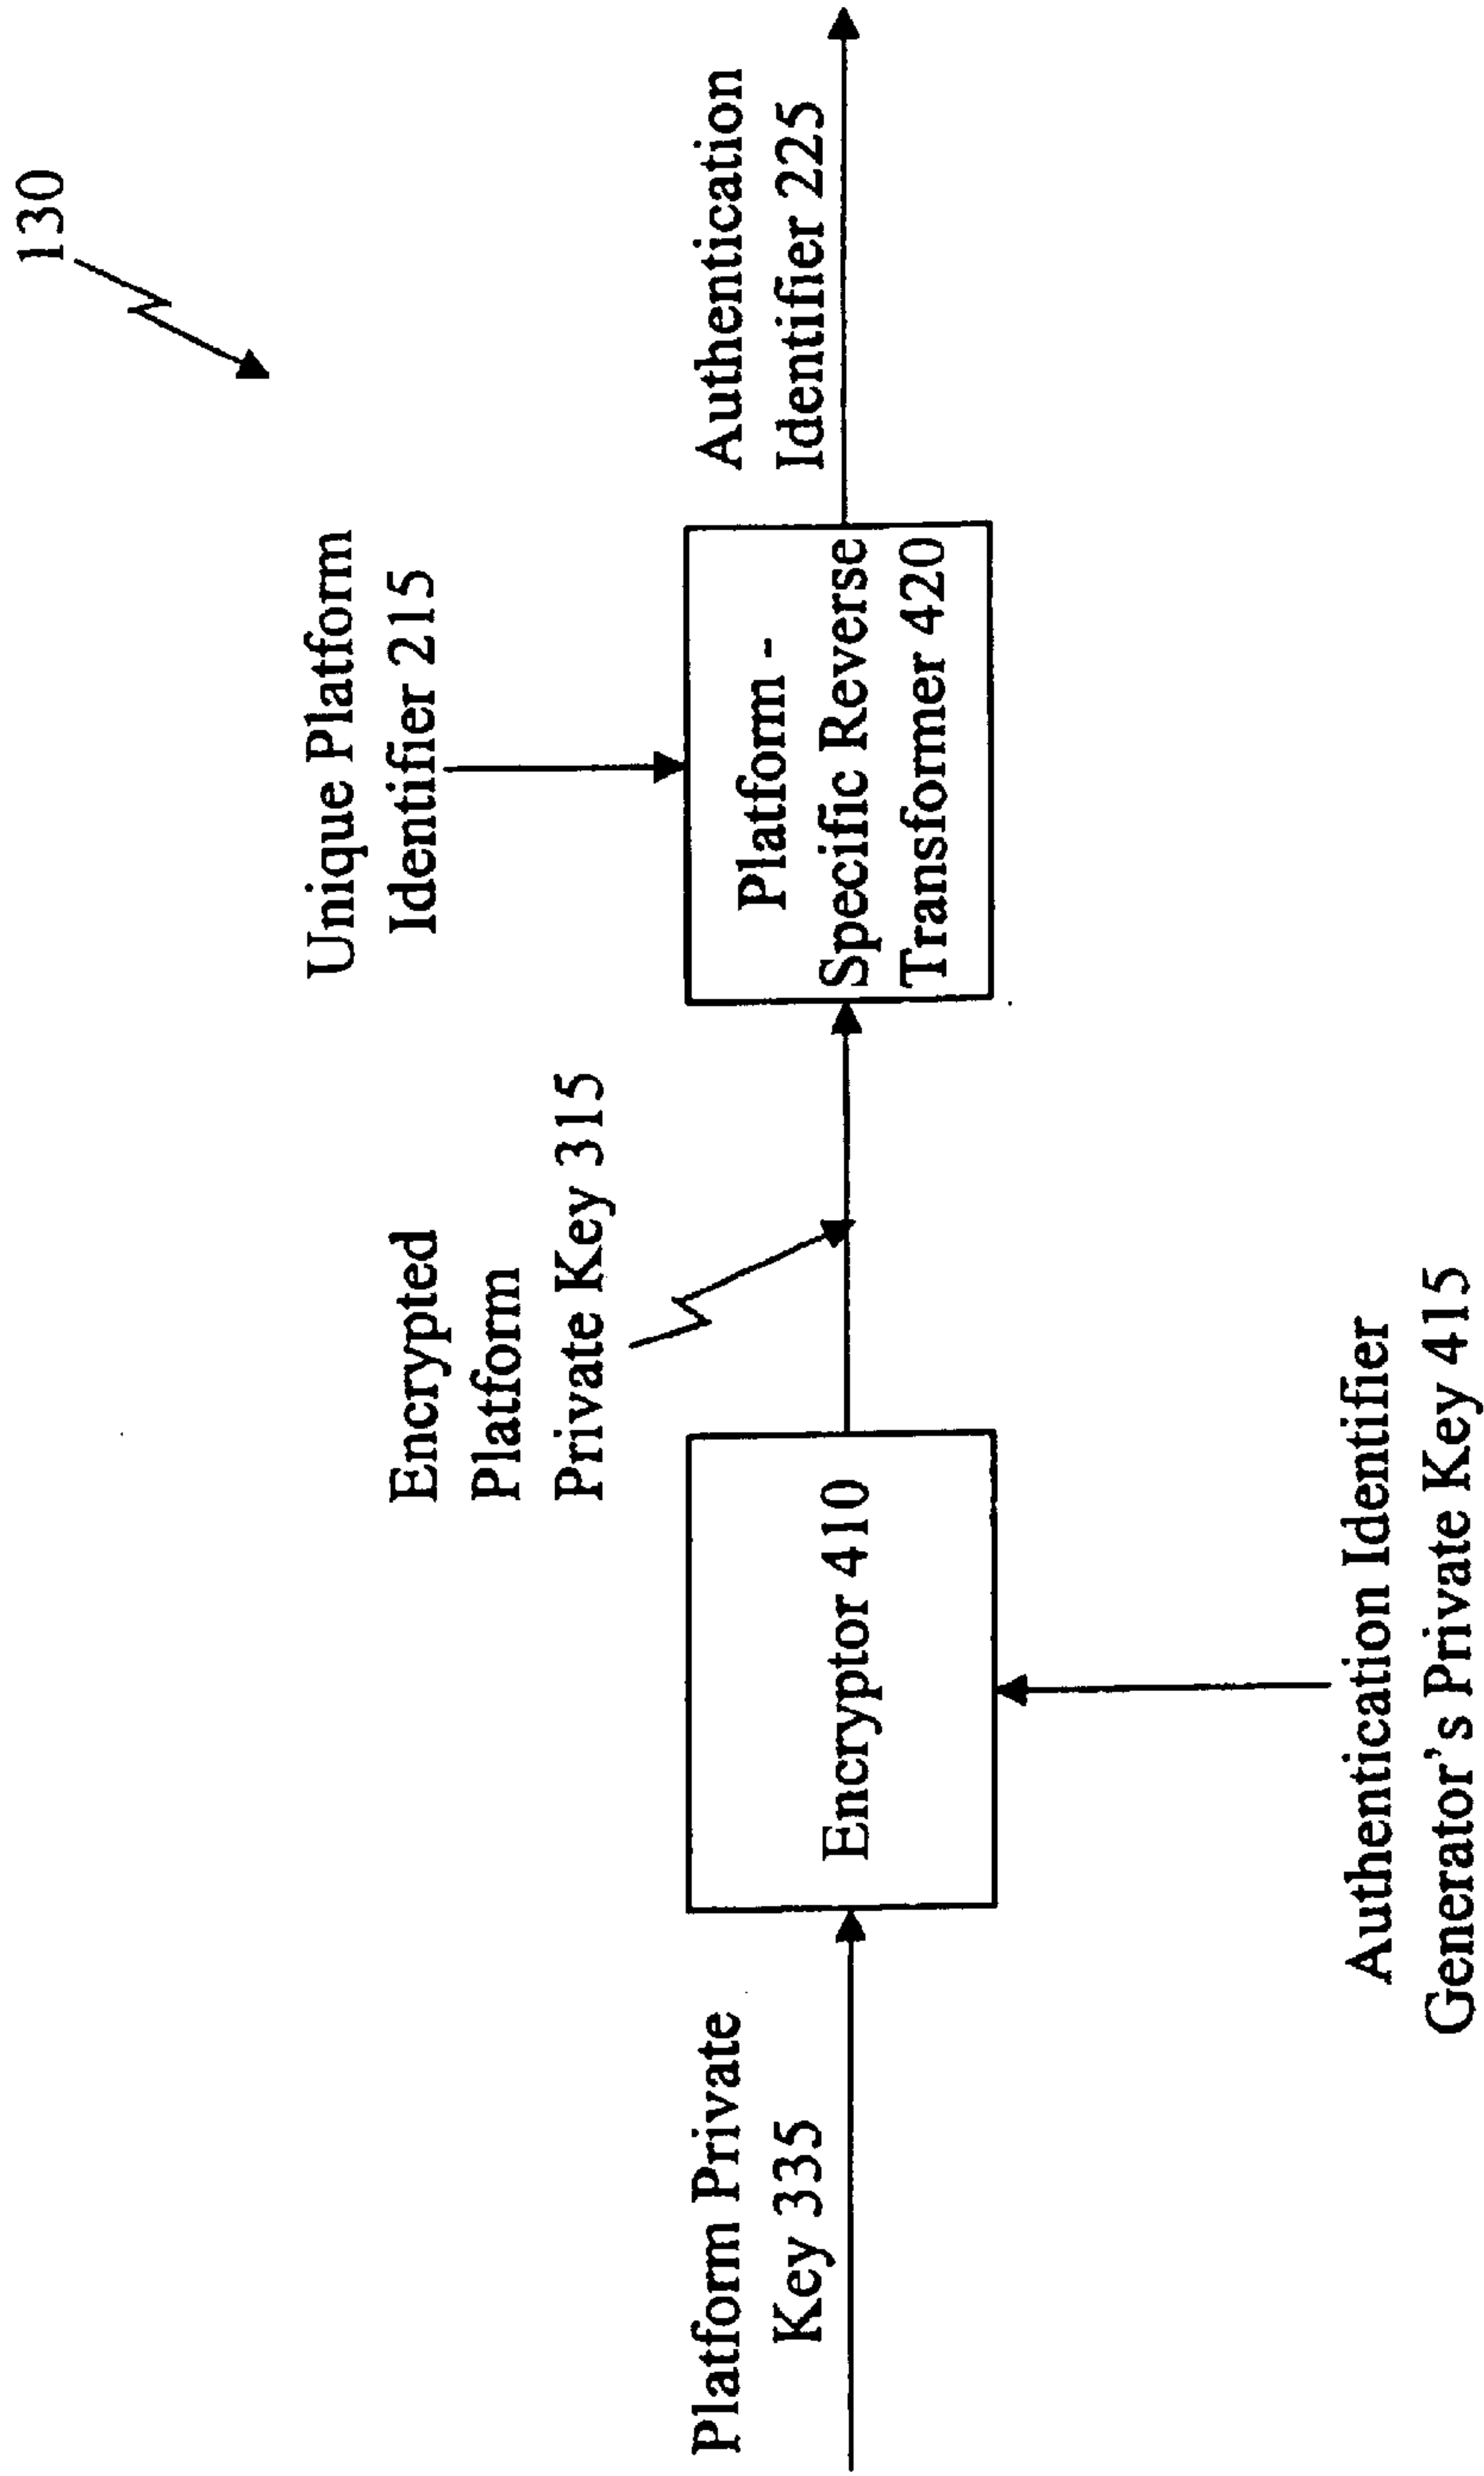 130
Unique Platform
Identifier 215
Encrypted
Platform
Private Key 315
Platform Private
Key 335
Encryptor 410
Platform -
Specific Reverse
Transformer 420
Authentication
Identifier 225
Authentication Identifier
Generator's Private Key 415